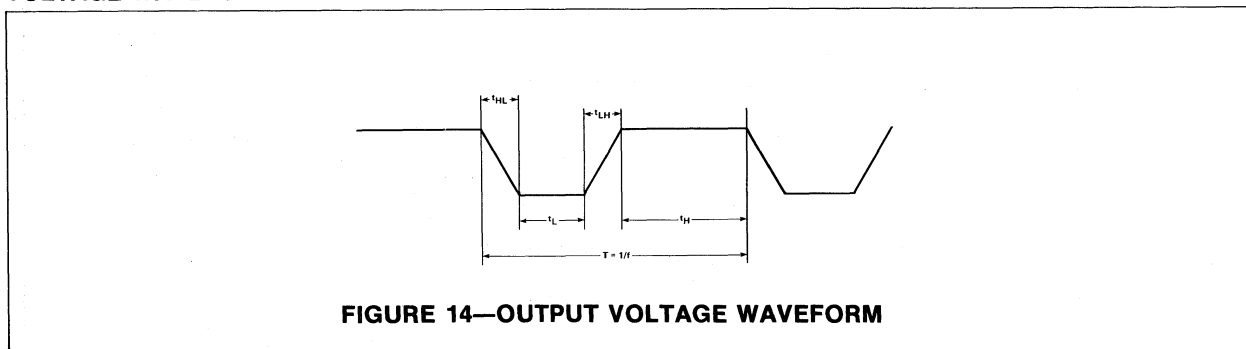 tHL
tLH
tL
tH
T = 1/f
FIGURE 14—OUTPUT VOLTAGE WAVEFORM